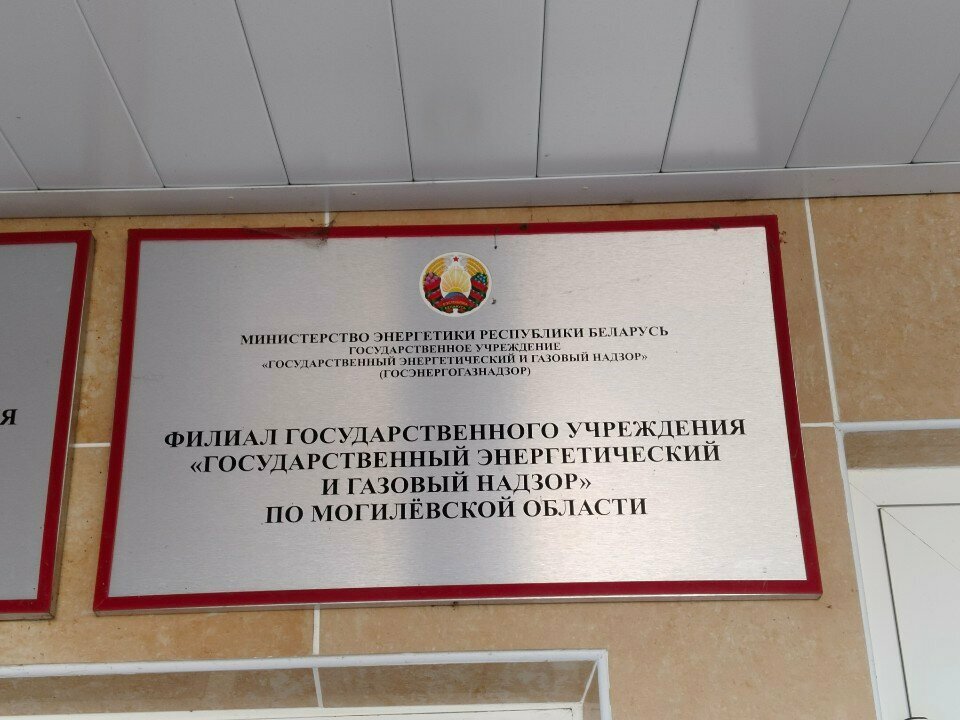 Я
МИНИСТЕРСТВО ЭНЕРГЕТИКИ РЕСПУБЛИКИ БЕЛАРУСЬ
ГОСУДАРСТВЕННОЕ УЧРЕЖДЕНИЕ
«ГОСУДАРСТВЕННЫЙ ЭНЕРГЕТИЧЕСКИЙ И ГАЗОВЫЙ НАДЗОР»
(ГОСЭНЕРГОГАЗНАДЗОР)
ФИЛИАЛ ГОСУДАРСТВЕННОГО УЧРЕЖДЕНИЯ
«ГОСУДАРСТВЕННЫЙ ЭНЕРГЕТИЧЕСКИЙ
И ГАЗОВЫЙ НАДЗОР»
ПО МОГИЛЁВСКОЙ ОБЛАСТИ